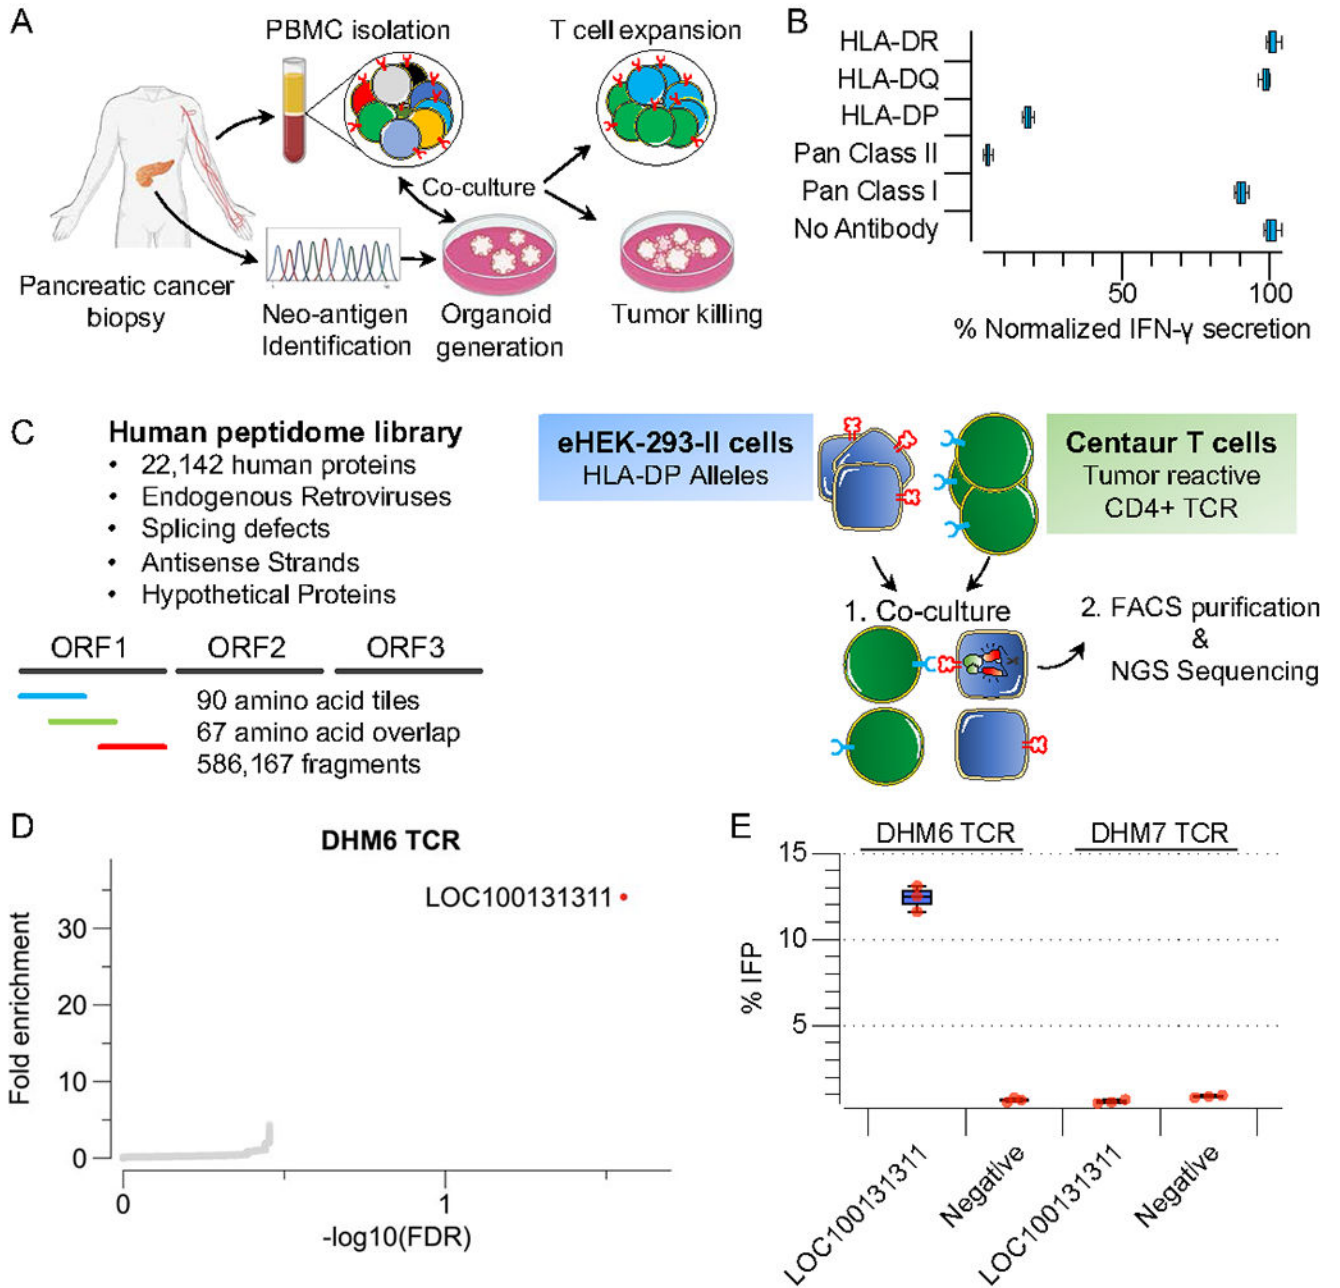 A
PBMC isolation
T cell expansion
Co-culture
Pancreatic cancer
biopsy
Neo-antigen
Identification
Organoid
generation
Tumor killing
B
HLA-DR
HLA-DQ
HLA-DP
Pan Class II
Pan Class I
No Antibody
50
100
% Normalized IFN-γ secretion
C
Human peptidome library
• 22,142 human proteins
• Endogenous Retroviruses
• Splicing defects
• Antisense Strands
• Hypothetical Proteins
ORF1
ORF2
ORF3
90 amino acid tiles
67 amino acid overlap
586,167 fragments
eHEK-293-II cells
HLA-DP Alleles
Centaur T cells
Tumor reactive
CD4+ TCR
1. Co-culture
2. FACS purification
&
NGS Sequencing
D
DHM6 TCR
LOC100131311
Fold enrichment
30
20
10
0
0
1
-log10(FDR)
E
DHM6 TCR
DHM7 TCR
% IFP
15
10
5
LOC100131311
Negative
LOC100131311
Negative